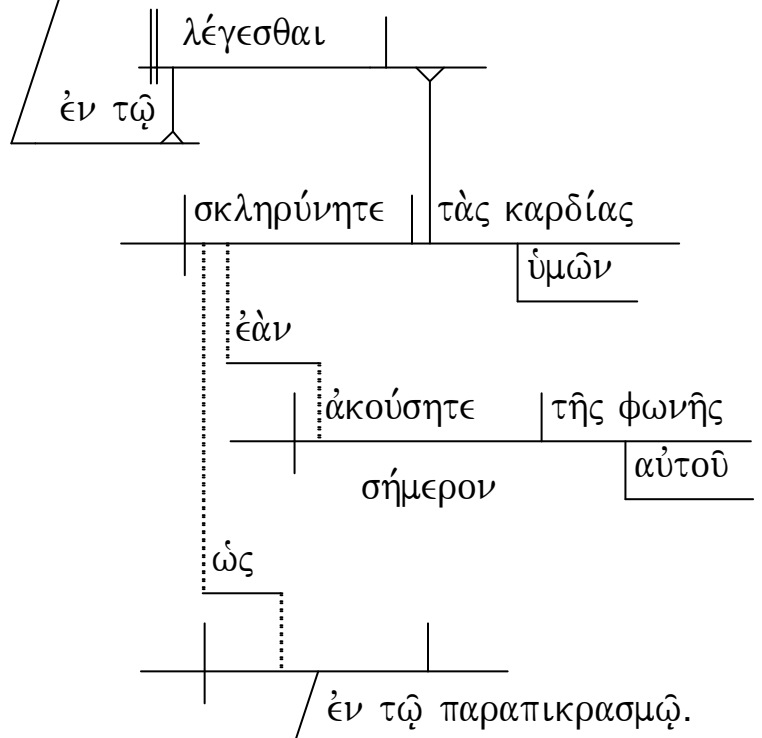 λέγεσθαι
ἐν τῷ
σκληρύνητε τὰς καρδίας
ὑμῶν
ἐὰν
ἀκούσητε τῆς φωνῆς
σήμερον αὐτοῦ
ὡς
ἐν τῷ παραπικρασμῷ.